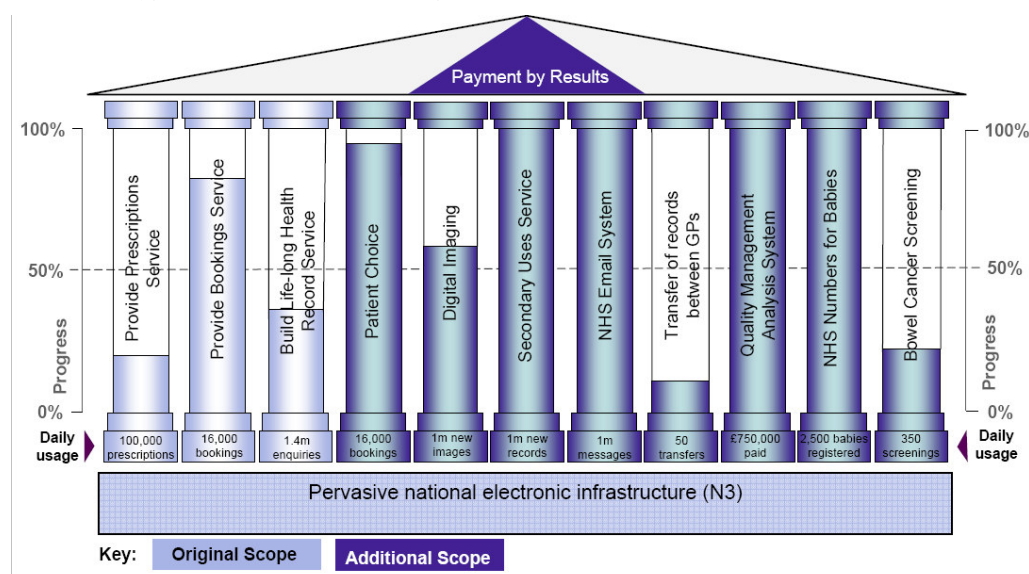 Payment by Results
100%
100%
50%
50%
0%
0%
Progress
Progress
Provide Prescriptions
Service
Provide Bookings Service
Build Life-long Health
Record Service
Patient Choice
Digital Imaging
Secondary Uses Service
NHS Email System
Transfer of records
between GPs
Quality Management
Analysis System
NHS Numbers for Babies
Bowel Cancer Screening
Daily
usage
100,000
prescriptions
16,000
bookings
1.4m
enquiries
16,000
bookings
1m new
images
1m new
records
1m
messages
50
transfers
£750,000
paid
2,500 babies
registered
350
screenings
Daily
usage
Pervasive national electronic infrastructure (N3)
Key:
Original Scope
Additional Scope